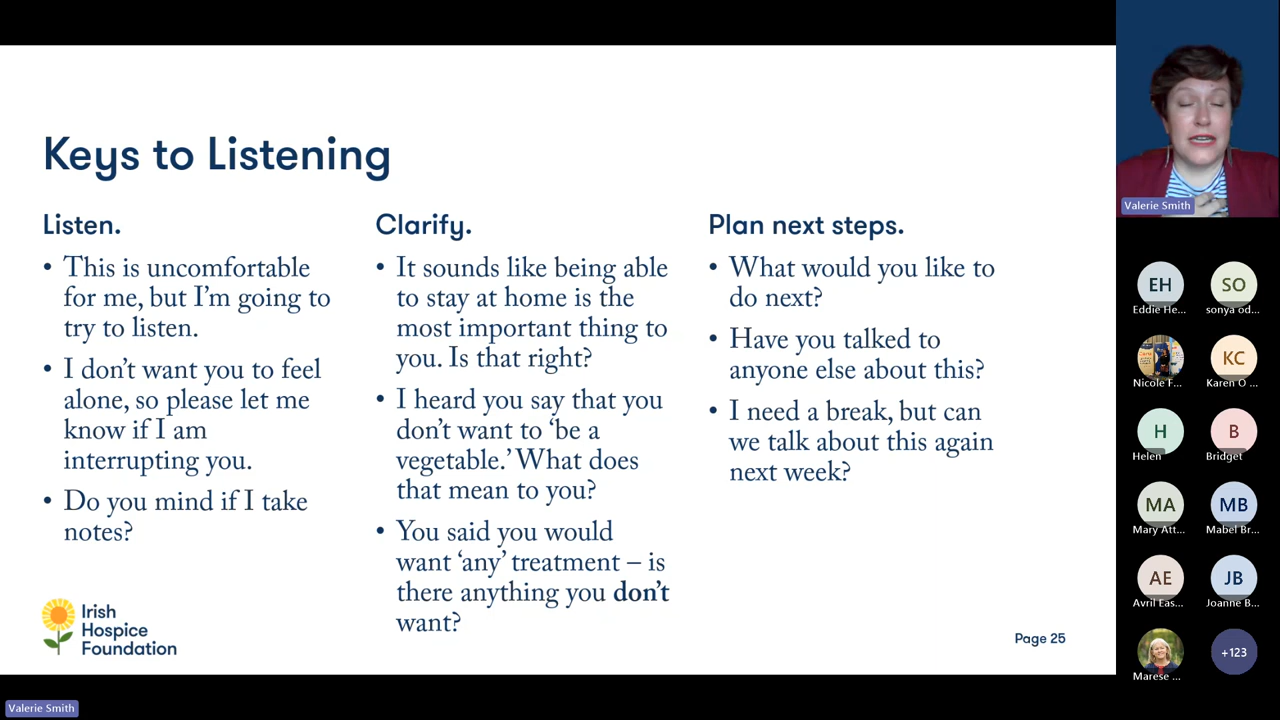 Keys to Listening
Listen.
• This is uncomfortable
for me, but I'm going to
try to listen.
• I don't want you to feel
alone, so please let me
know if I am
interrupting you.
• Do you mind if I take
notes?
Clarify.
• It sounds like being able
to stay at home is the
most important thing to
you. Is that right?
• I heard you say that you
don't want to 'be a
vegetable.' What does
that mean to you?
• You said you would
want 'any' treatment – is
there anything you don't
want?
Plan next steps.
• What would you like to
do next?
• Have you talked to
anyone else about this?
• I need a break, but can
we talk about this again
next week?
Irish
Hospice
Foundation
Page 25
Valerie Smith
Valerie Smith
EH
Eddie He...
SO
sonya od...
Nicole F...
KC
Karen O ...
H
Helen
B
Bridget
MA
Mary Att...
MB
Mabel Br...
AE
Avril Eas...
JB
Joanne B...
Marese ...
+123